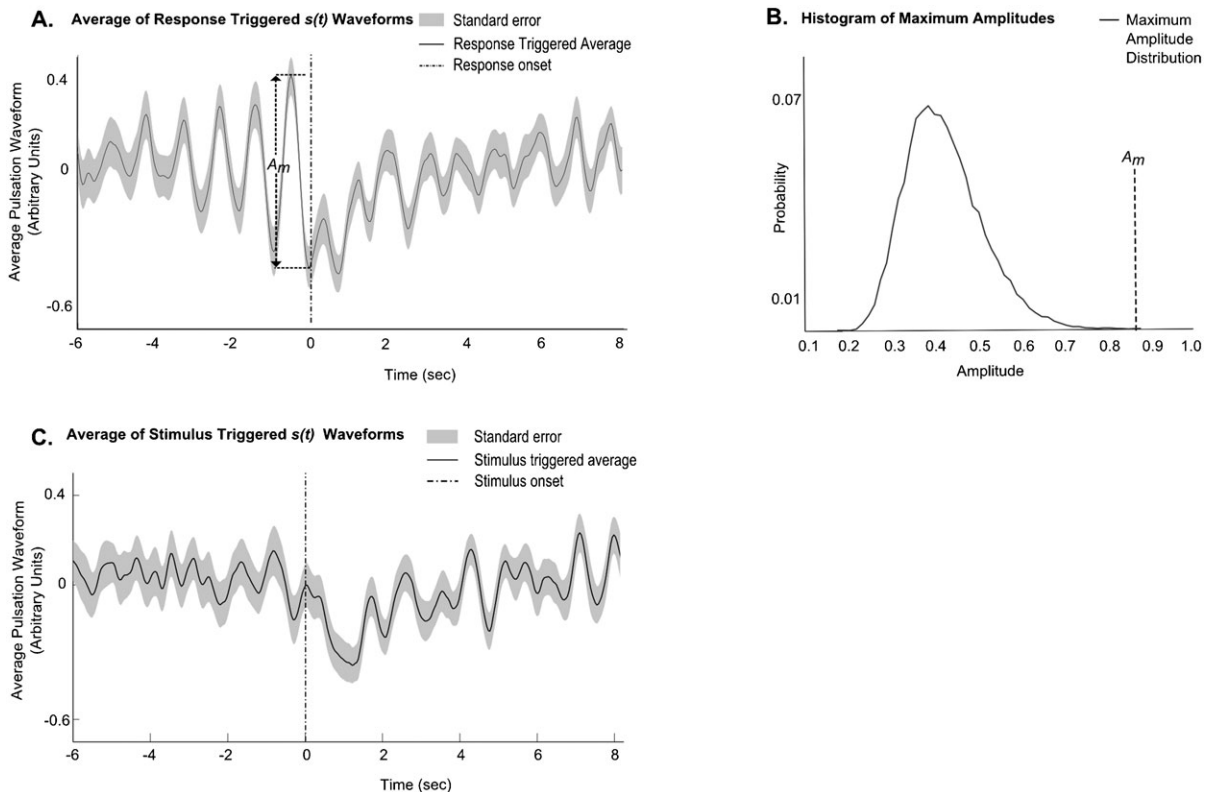 A. Average of Response Triggered s(t) Waveforms
Standard error
Response Triggered Average
Response onset
Average Pulsation Waveform
(Arbitrary Units)
0.4
0
-0.6
Am
-6
-4
-2
0
2
4
6
8
Time (sec)
B. Histogram of Maximum Amplitudes
Maximum
Amplitude
Distribution
Probability
0.07
0.01
Am
0.1
0.2
0.3
0.4
0.5
0.6
0.7
0.8
0.9
1.0
Amplitude
C. Average of Stimulus Triggered s(t) Waveforms
Standard error
Stimulus triggered average
Stimulus onset
Average Pulsation Waveform
(Arbitrary Units)
0.4
0
-0.6
-6
-4
-2
0
2
4
6
8
Time (sec)